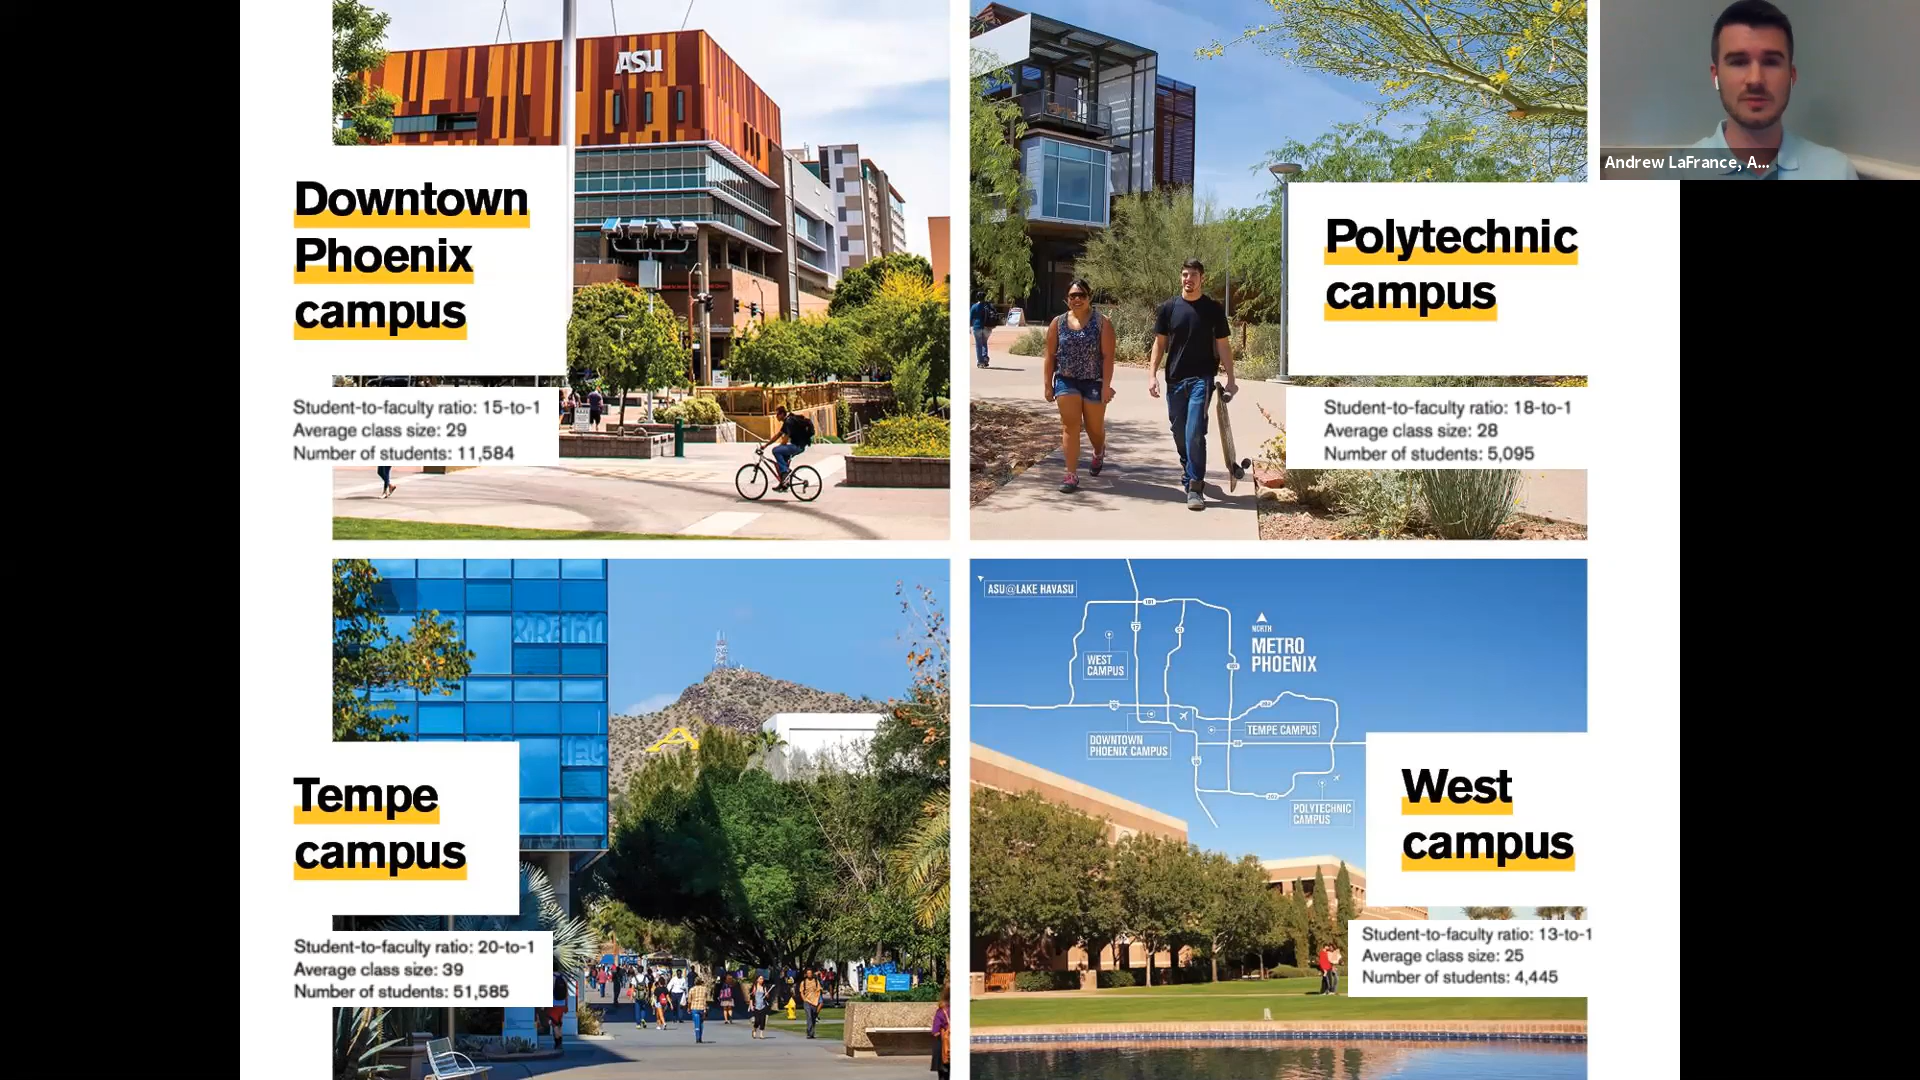 ASU
Downtown
Phoenix
campus
Student-to-faculty ratio: 15-to-1
Average class size: 29
Number of students: 11,584
Polytechnic
campus
Student-to-faculty ratio: 18-to-1
Average class size: 28
Number of students: 5,095
Andrew LaFrance, A...
Tempe
campus
Student-to-faculty ratio: 20-to-1
Average class size: 39
Number of students: 51,585
ASU@LAKE HAVASU
NORTH
METRO
PHOENIX
WEST
CAMPUS
DOWNTOWN
PHOENIX CAMPUS
TEMPE CAMPUS
POLYTECHNIC
CAMPUS
West
campus
Student-to-faculty ratio: 13-to-1
Average class size: 25
Number of students: 4,445